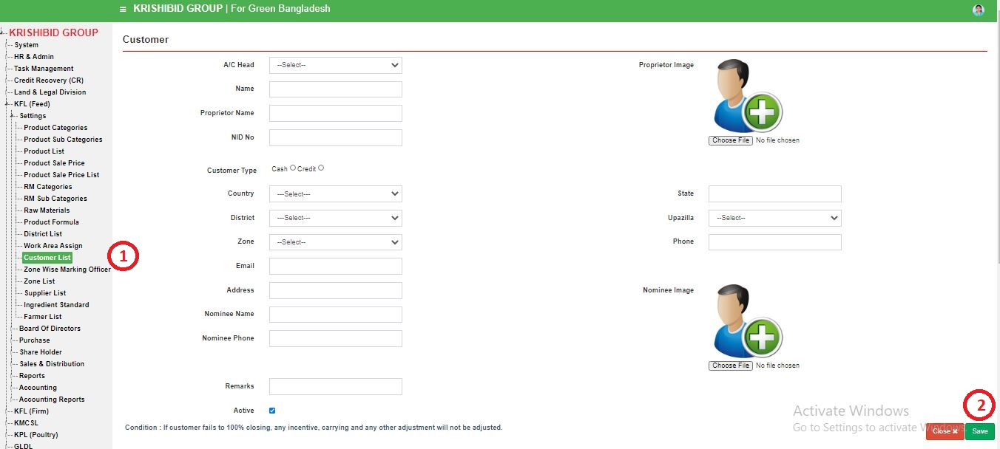 ≡ KRISHIBID GROUP | For Green Bangladesh
KRISHIBID GROUP
System
HR & Admin
Task Management
Credit Recovery (CR)
Land & Legal Division
KFL (Feed)
Settings
Product Categories
Product Sub Categories
Product List
Product Sale Price
Product Sale Price List
RM Categories
RM Sub Categories
Raw Materials
Product Formula
District List
Work Area Assign
Customer List
Zone Wise Marking Officer
Zone List
Supplier List
Ingredient Standard
Farmer List
Board Of Directors
Purchase
Share Holder
Sales & Distribution
Reports
Accounting
Accounting Reports
KFL (Firm)
KMCSL
KPL (Poultry)
GLDL
1
Customer
A/C Head --Select-- Proprietor Image
Name
Proprietor Name
NID No Choose File No file chosen
Customer Type Cash Credit
Country ---Select--- State
District ---Select--- Upazilla --Select--
Zone --Select-- Phone
Email
Address Nominee Image
Nominee Name
Nominee Phone
Choose File No file chosen
Remarks
Active
2
Activate Windows
Go to Settings to activate Windows.
Condition : If customer fails to 100% closing, any incentive, carrying and any other adjustment will not be adjusted.
Close ✖ Save